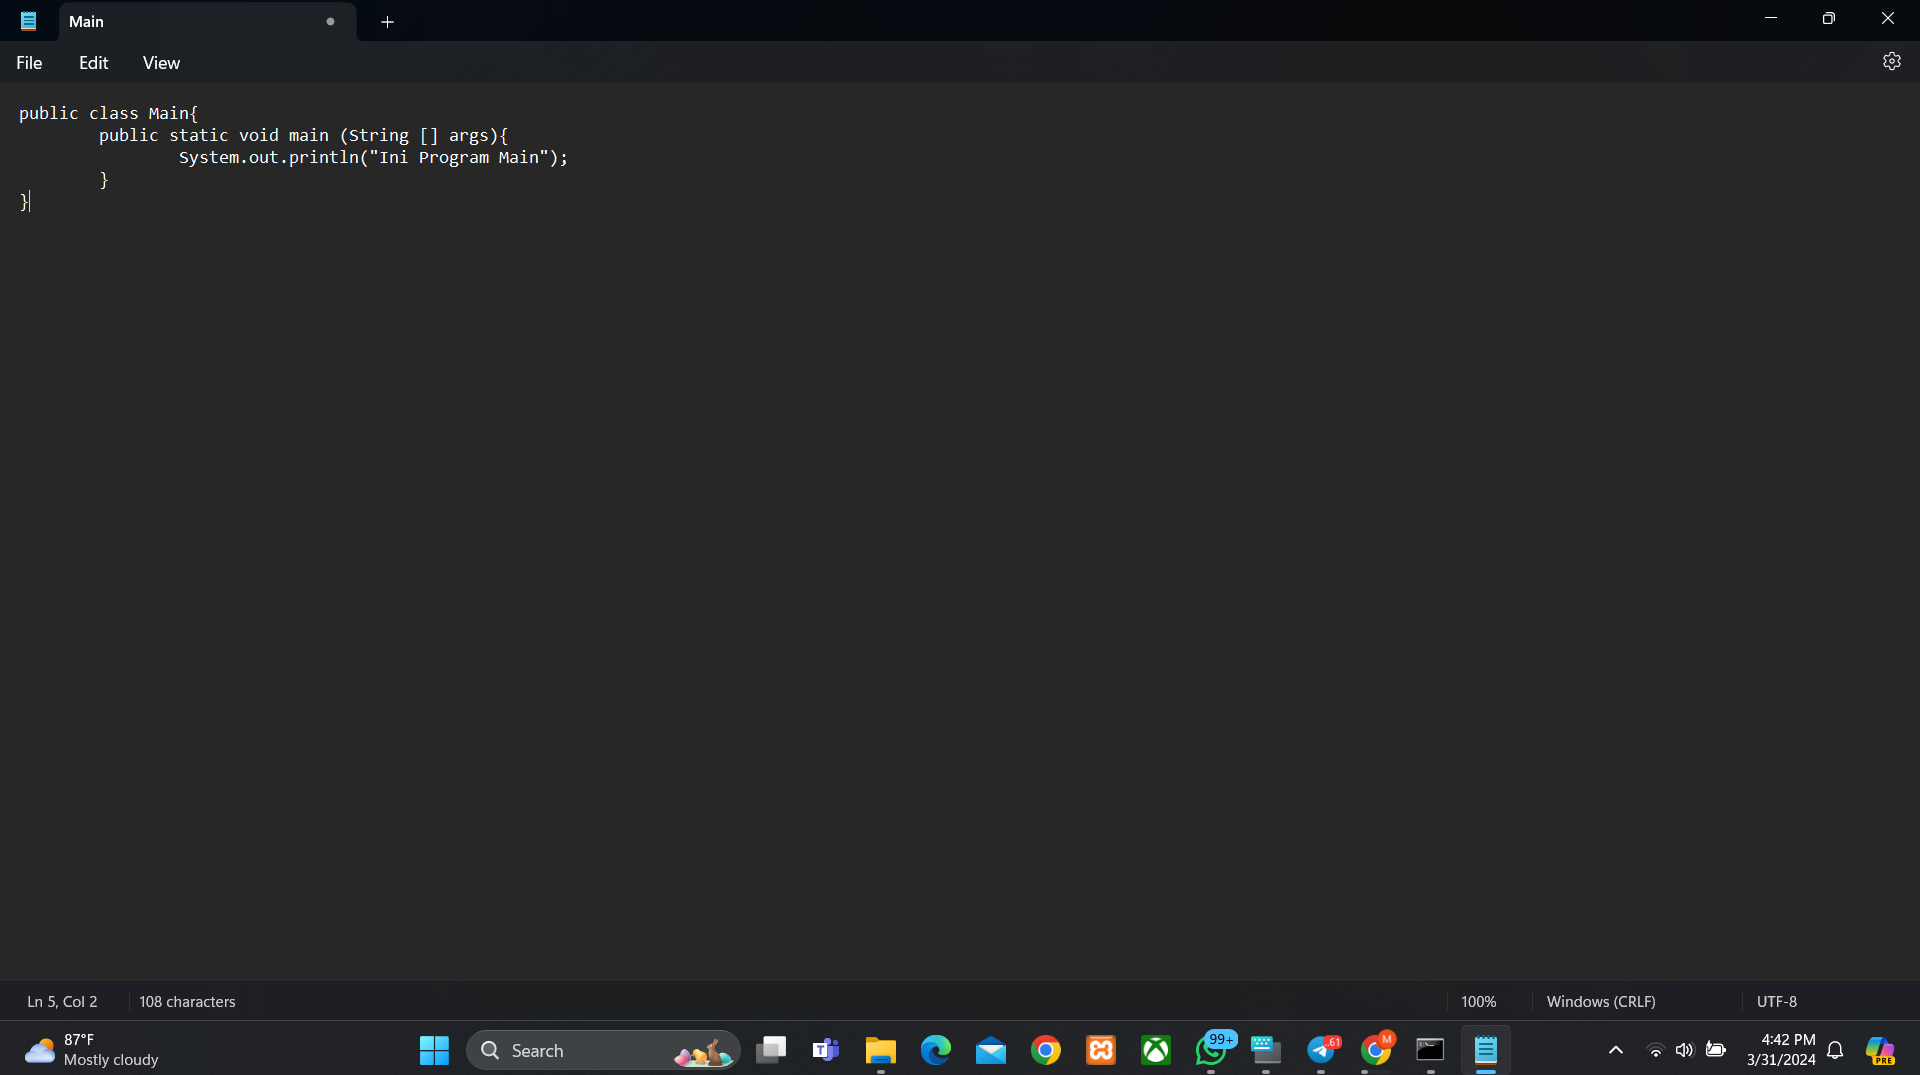 Main
File Edit View
public class Main{
        public static void main (String [] args){
                System.out.println("Ini Program Main");
        }
}
Ln 5, Col 2 108 characters 100% Windows (CRLF) UTF-8
87°F
Mostly cloudy
Search
99+
61
M
4:42 PM
3/31/2024
PRE